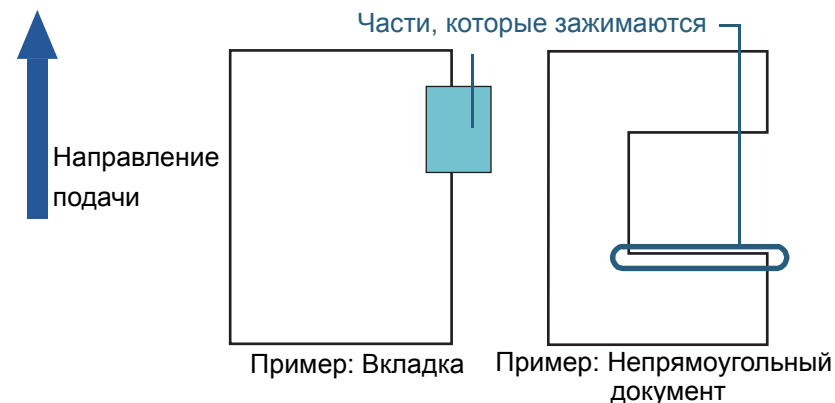 Части, которые зажимаются
Направление
подачи
Пример: Вкладка
Пример: Непрямоугольный
документ